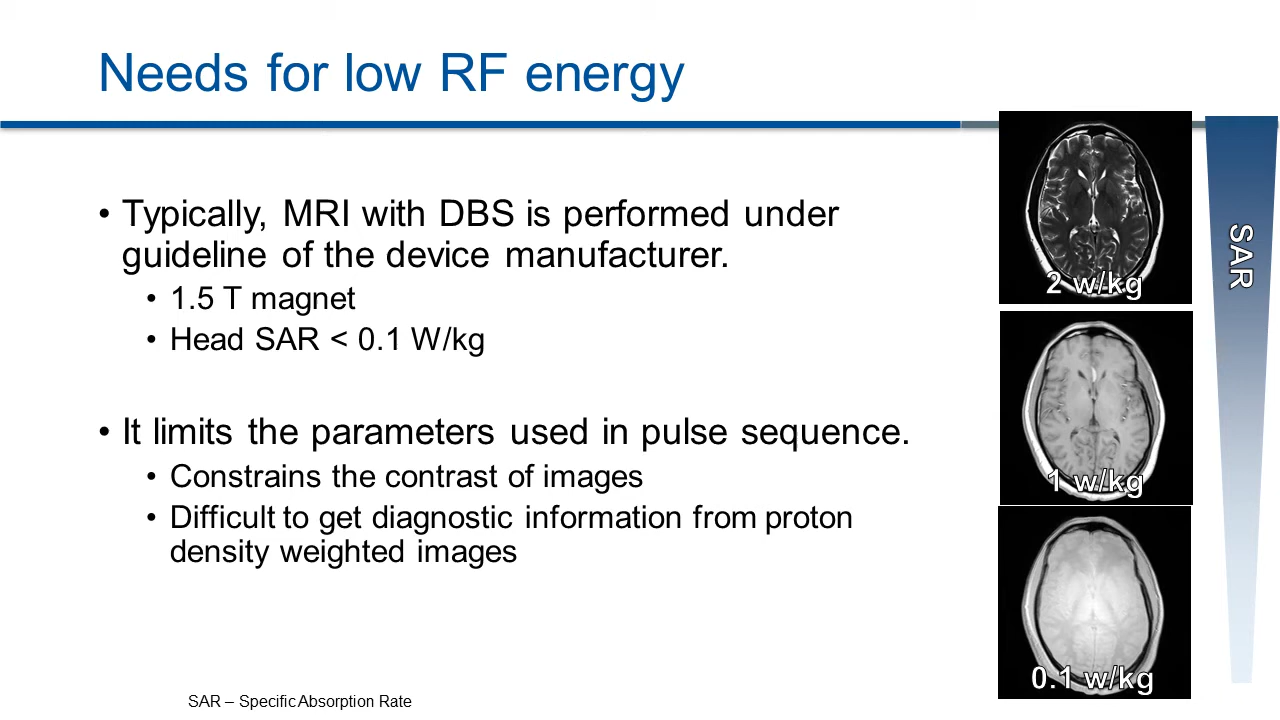 Needs for low RF energy
• Typically, MRI with DBS is performed under
guideline of the device manufacturer.
• 1.5 T magnet
• Head SAR < 0.1 W/kg
• It limits the parameters used in pulse sequence.
• Constrains the contrast of images
• Difficult to get diagnostic information from proton
density weighted images
2 w/kg
1 w/kg
0.1 w/kg
SAR
SAR – Specific Absorption Rate